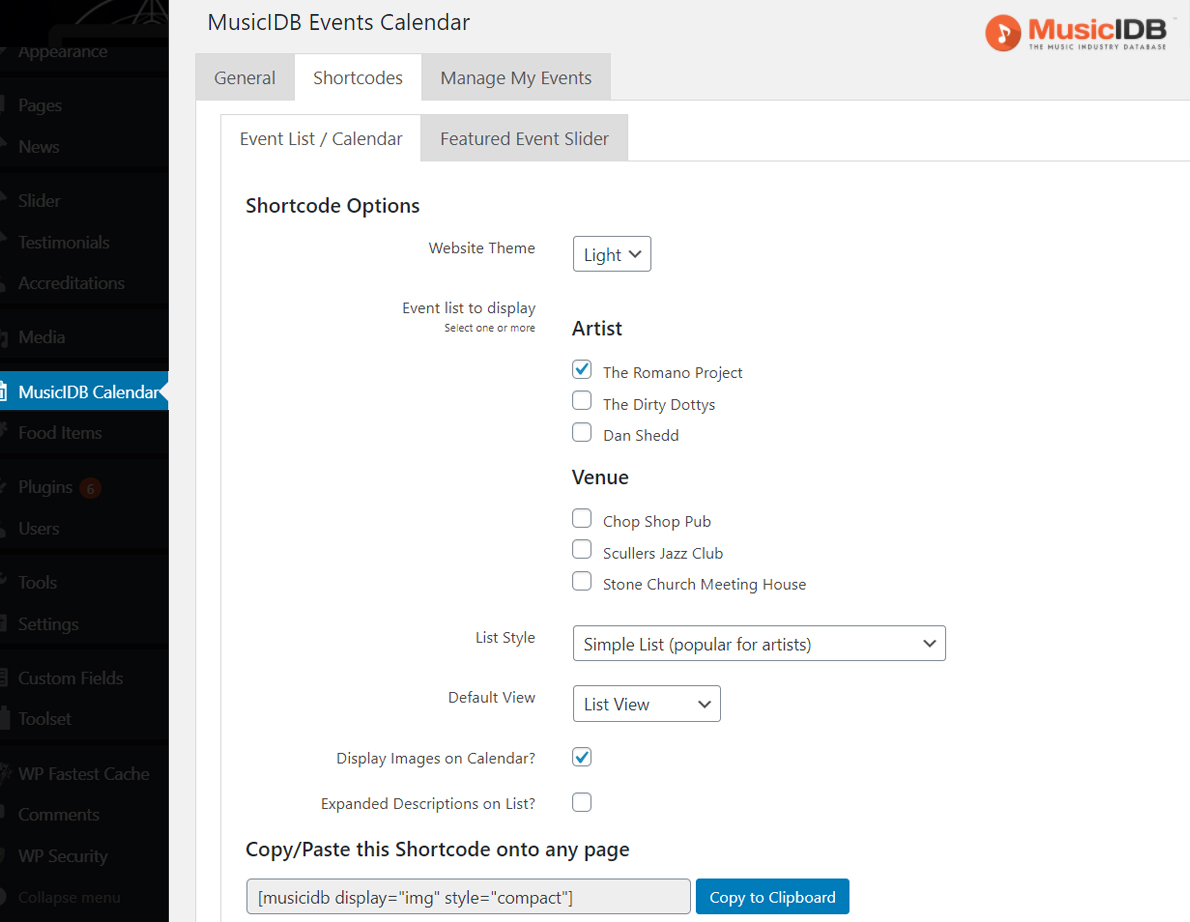 MusicIDB Events Calendar
MusicIDB
THE MUSIC INDUSTRY DATABASE
General
Shortcodes
Manage My Events
Event List / Calendar
Featured Event Slider
Appearance
Pages
News
Slider
Testimonials
Accreditations
Media
MusicIDB Calendar
Food Items
Plugins 6
Users
Tools
Settings
Custom Fields
Toolset
WP Fastest Cache
Comments
WP Security
Collapse menu
Shortcode Options
Website Theme
Light
Event list to display
Select one or more
Artist
The Romano Project
The Dirty Dottys
Dan Shedd
Venue
Chop Shop Pub
Scullers Jazz Club
Stone Church Meeting House
List Style
Simple List (popular for artists)
Default View
List View
Display Images on Calendar?
Expanded Descriptions on List?
Copy/Paste this Shortcode onto any page
[musicidb display="img" style="compact"]
Copy to Clipboard